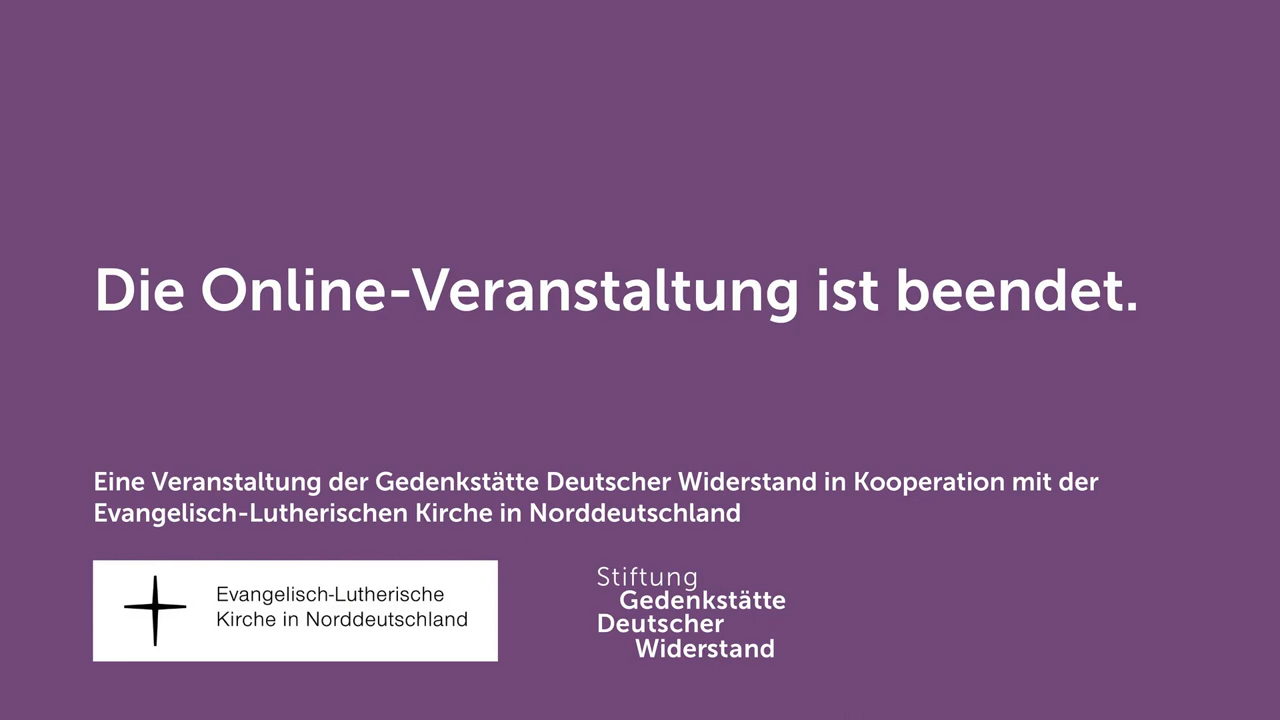 Die Online-Veranstaltung ist beendet.
Eine Veranstaltung der Gedenkstätte Deutscher Widerstand in Kooperation mit der
Evangelisch-Lutherischen Kirche in Norddeutschland
Evangelisch-Lutherische
Kirche in Norddeutschland
Stiftung
Gedenkstätte
Deutscher
Widerstand